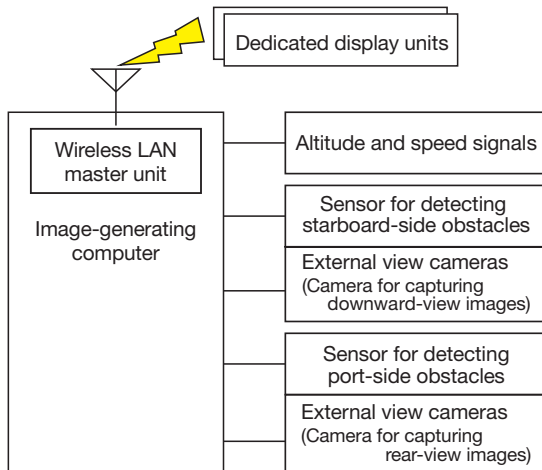 Dedicated display units
Wireless LAN
master unit
Image-generating
computer
Altitude and speed signals
Sensor for detecting
starboard-side obstacles
External view cameras
(Camera for capturing
downward-view images)
Sensor for detecting
port-side obstacles
External view cameras
(Camera for capturing
rear-view images)